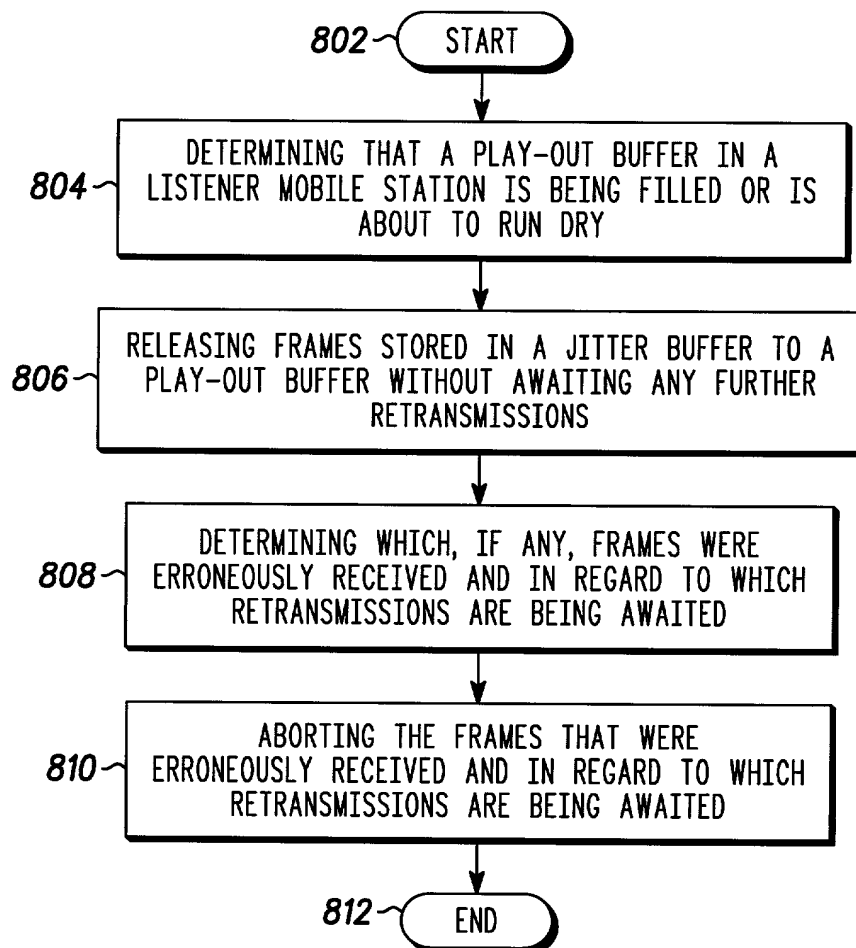 802 START
DETERMINING THAT A PLAY-OUT BUFFER IN A
804 LISTENER MOBILE STATION IS BEING FILLED OR IS
ABOUT TO RUN DRY
RELEASING FRAMES STORED IN A JITTER BUFFER TO A
806 PLAY-OUT BUFFER WITHOUT AWAITING ANY FURTHER
RETRANSMISSIONS
DETERMINING WHICH, IF ANY, FRAMES WERE
808 ERRONEOUSLY RECEIVED AND IN REGARD TO WHICH
RETRANSMISSIONS ARE BEING AWAITED
ABORTING THE FRAMES THAT WERE
810 ERRONEOUSLY RECEIVED AND IN REGARD TO WHICH
RETRANSMISSIONS ARE BEING AWAITED
812 END